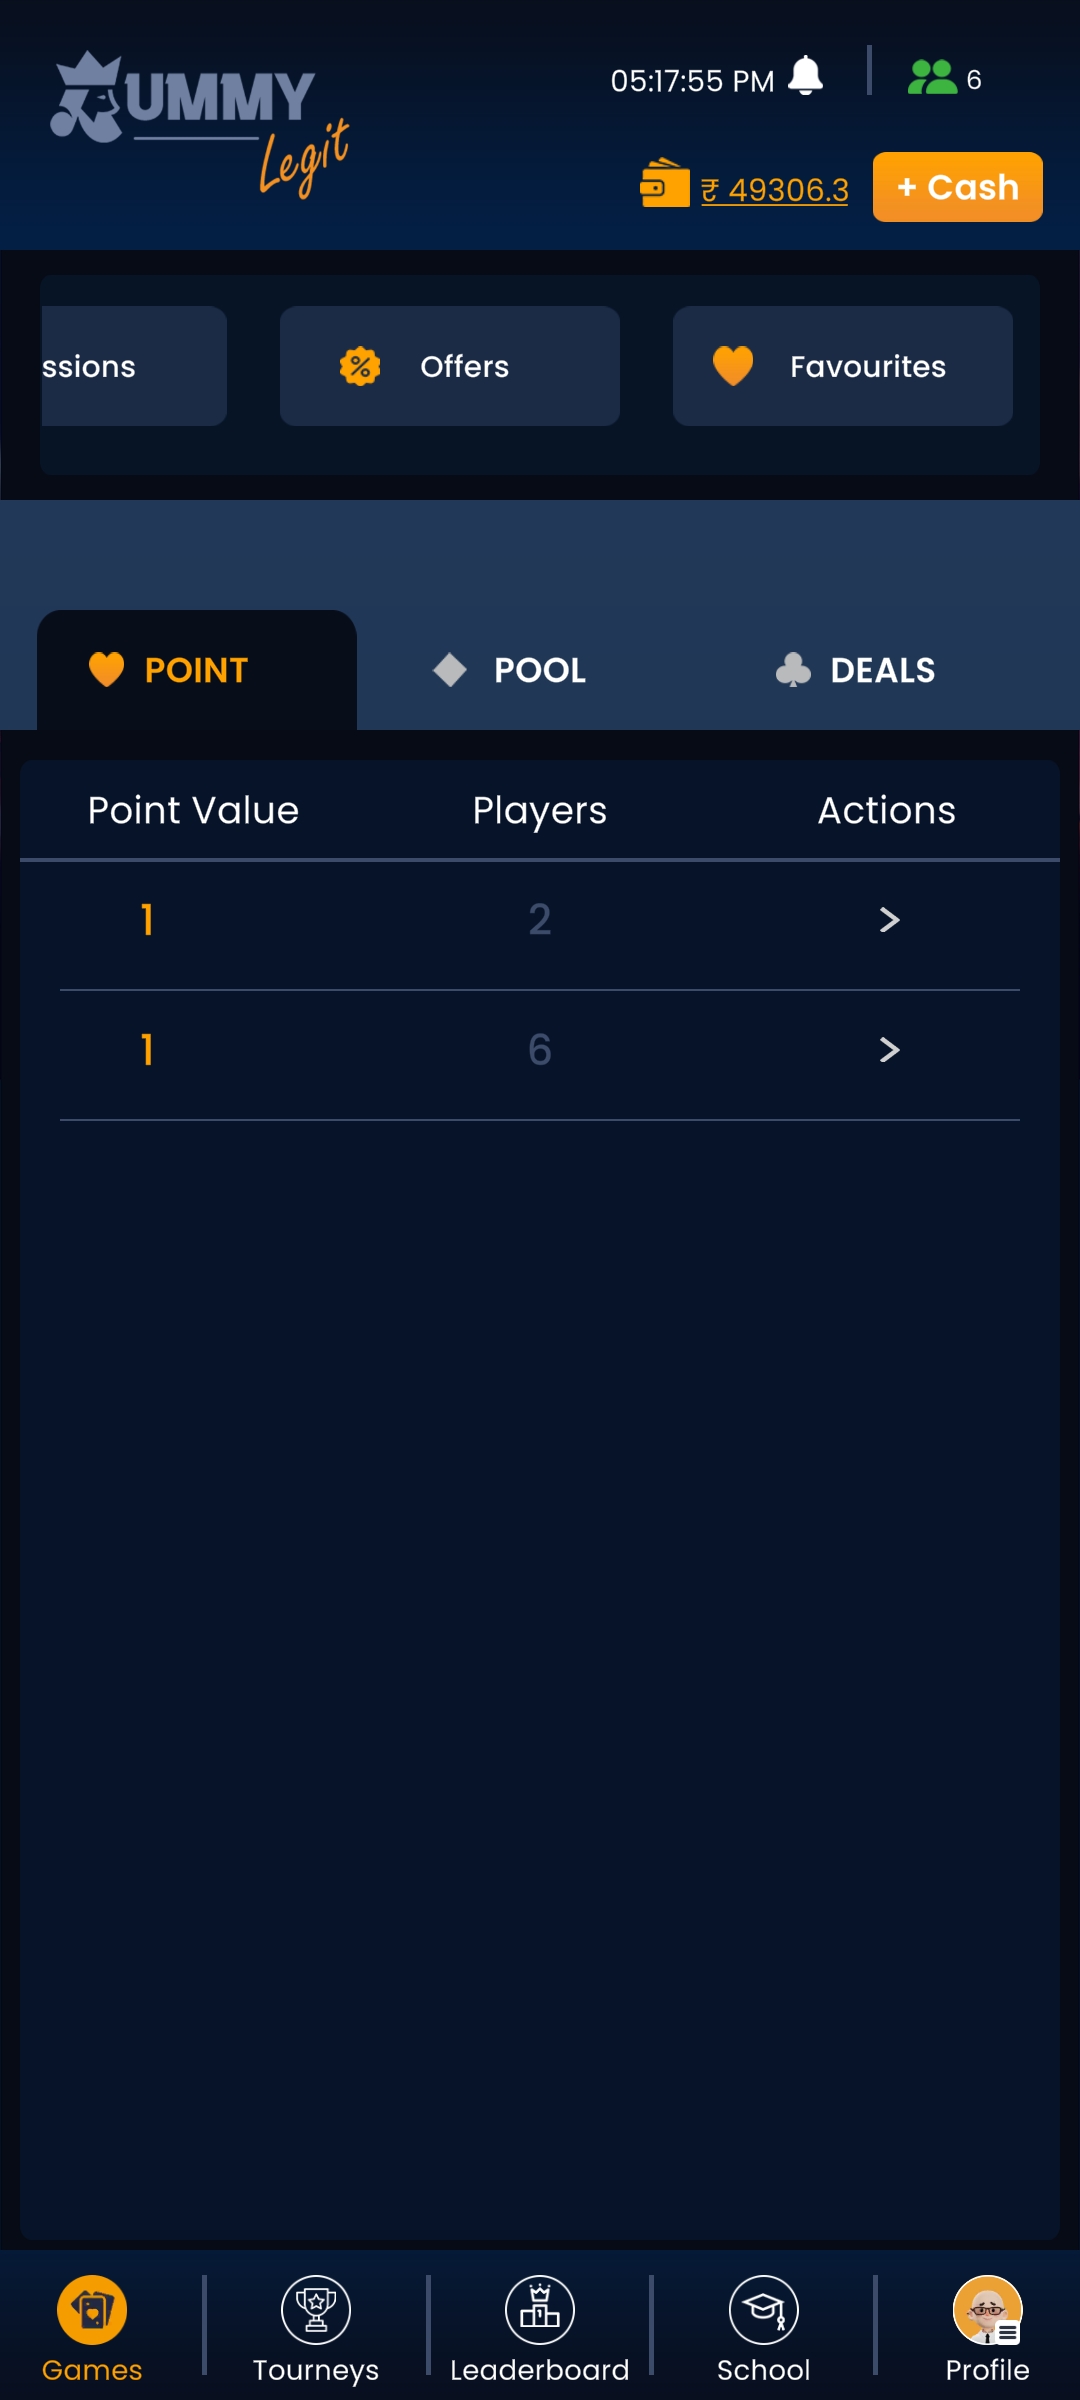 RUMMY
Legit
05:17:55 PM
6
₹ 49306.3
+ Cash
ssions
Offers
Favourites
POINT
POOL
DEALS
Point Value Players Actions
1 2 >
1 6 >
Games
Tourneys
Leaderboard
School
Profile